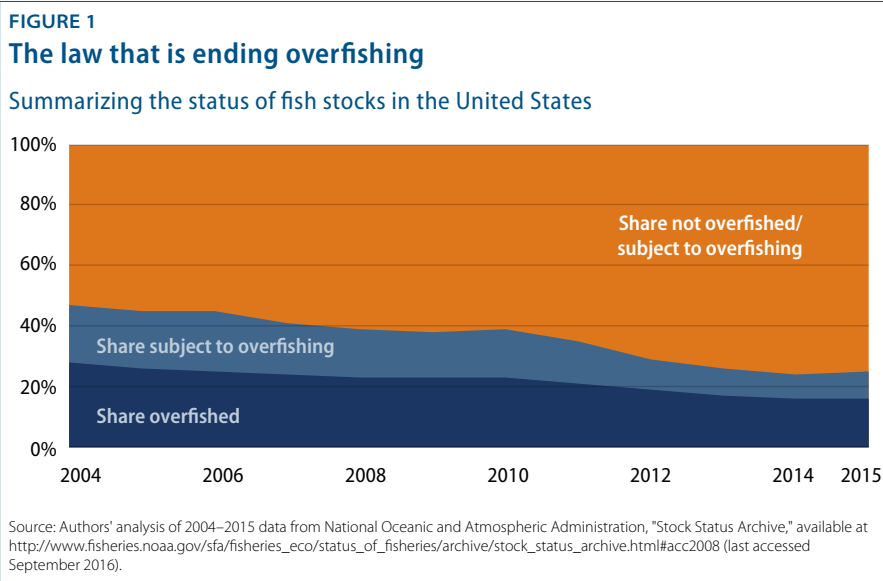 FIGURE 1
The law that is ending overfishing
Summarizing the status of fish stocks in the United States
100%
80%
60%
40%
20%
0%
Share not overfished/
subject to overfishing
Share subject to overfishing
Share overfished
2004 2006 2008 2010 2012 2014 2015
Source: Authors' analysis of 2004–2015 data from National Oceanic and Atmospheric Administration, "Stock Status Archive," available at
http://www.fisheries.noaa.gov/sfa/fisheries_eco/status_of_fisheries/archive/stock_status_archive.html#acc2008 (last accessed
September 2016).